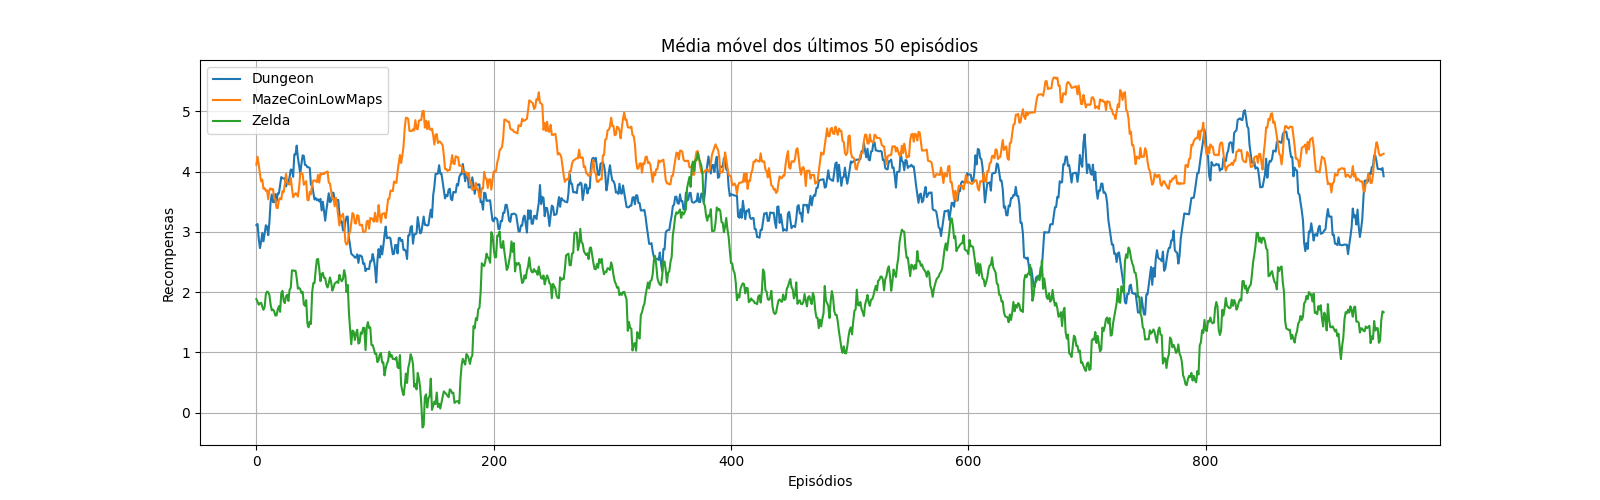 Média móvel dos últimos 50 episódios
Dungeon
MazeCoinLowMaps
Zelda
Recompensas
5
4
3
2
1
0
0 200 400 600 800
Episódios